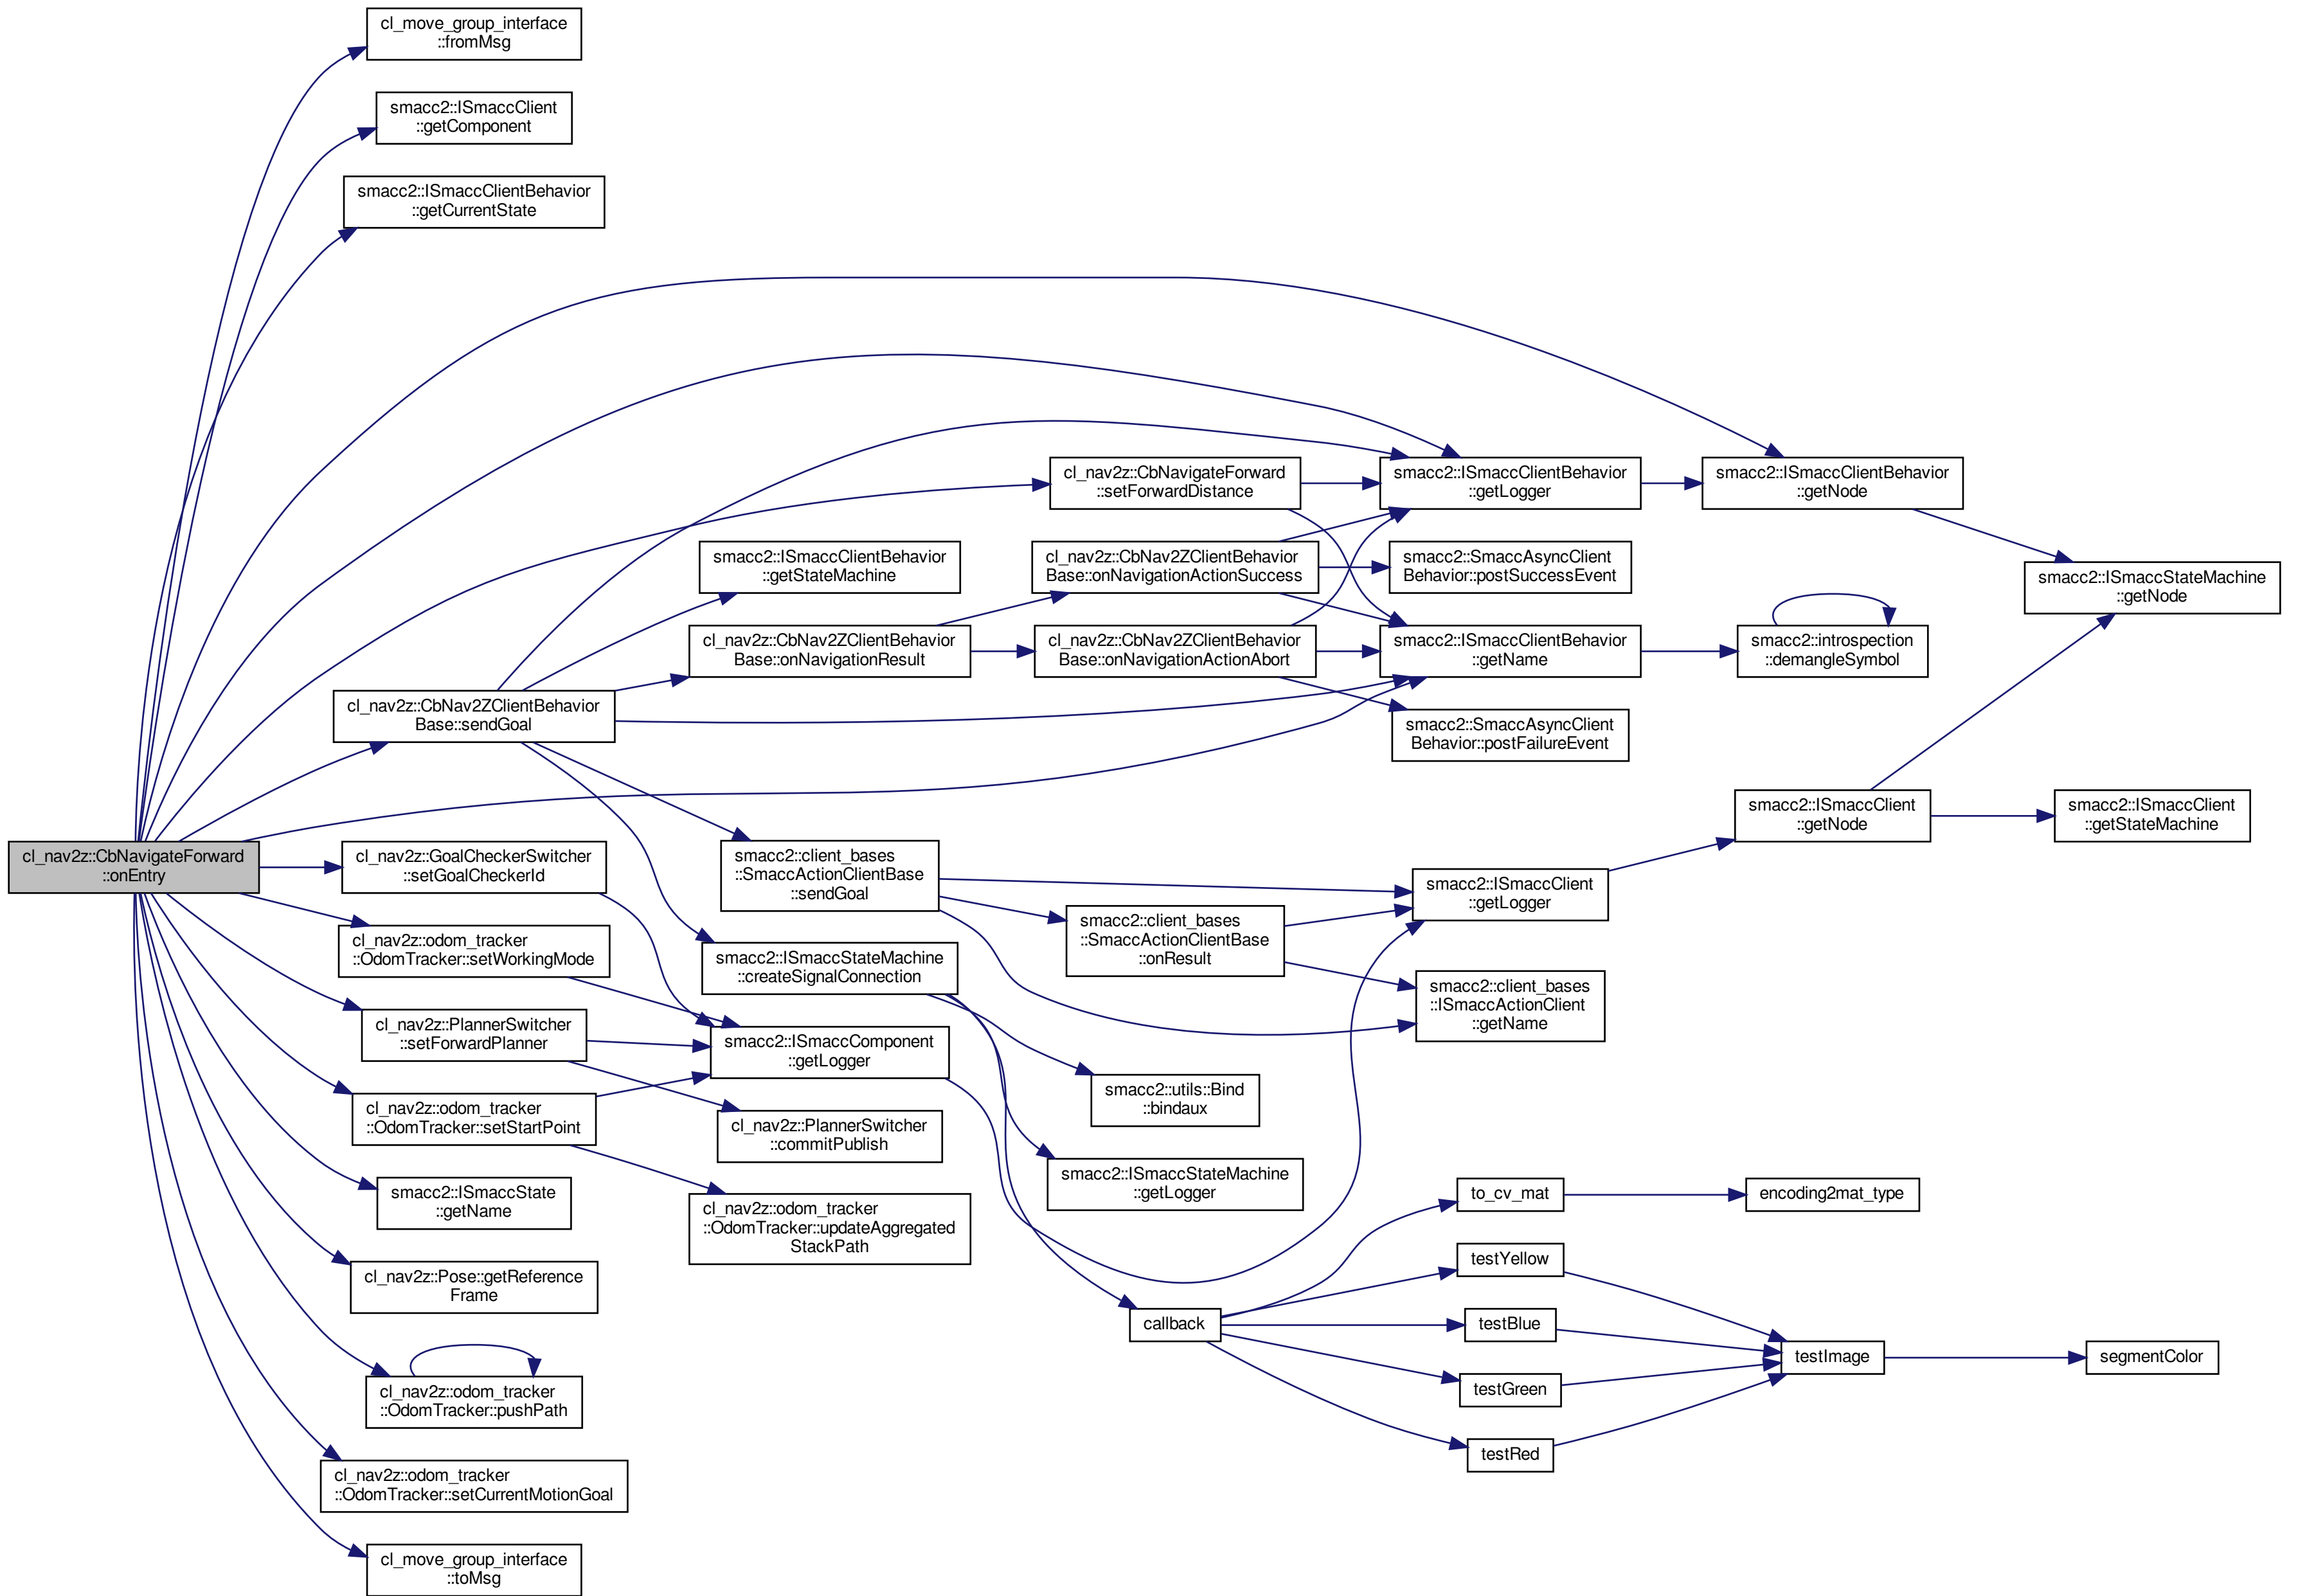 cl_move_group_interface
::fromMsg
smacc2::ISmaccClient
::getComponent
smacc2::ISmaccClientBehavior
::getCurrentState
cl_nav2z::CbNavigateForward
::setForwardDistance
smacc2::ISmaccClientBehavior
::getLogger
smacc2::ISmaccClientBehavior
::getNode
smacc2::ISmaccClientBehavior
::getStateMachine
cl_nav2z::CbNav2ZClientBehavior
Base::onNavigationActionSuccess
smacc2::SmaccAsyncClient
Behavior::postSuccessEvent
smacc2::ISmaccStateMachine
::getNode
cl_nav2z::CbNav2ZClientBehavior
Base::onNavigationResult
cl_nav2z::CbNav2ZClientBehavior
Base::onNavigationActionAbort
smacc2::ISmaccClientBehavior
::getName
smacc2::introspection
::demangleSymbol
cl_nav2z::CbNav2ZClientBehavior
Base::sendGoal
smacc2::SmaccAsyncClient
Behavior::postFailureEvent
cl_nav2z::CbNavigateForward
::onEntry
cl_nav2z::GoalCheckerSwitcher
::setGoalCheckerId
smacc2::client_bases
::SmaccActionClientBase
::sendGoal
smacc2::ISmaccClient
::getNode
smacc2::ISmaccClient
::getStateMachine
smacc2::ISmaccClient
::getLogger
cl_nav2z::odom_tracker
::OdomTracker::setWorkingMode
smacc2::ISmaccStateMachine
::createSignalConnection
smacc2::client_bases
::SmaccActionClientBase
::onResult
smacc2::client_bases
::ISmaccActionClient
::getName
cl_nav2z::PlannerSwitcher
::setForwardPlanner
smacc2::ISmaccComponent
::getLogger
smacc2::utils::Bind
::bindaux
cl_nav2z::odom_tracker
::OdomTracker::setStartPoint
cl_nav2z::PlannerSwitcher
::commitPublish
smacc2::ISmaccStateMachine
::getLogger
smacc2::ISmaccState
::getName
cl_nav2z::odom_tracker
::OdomTracker::updateAggregated
StackPath
to_cv_mat
encoding2mat_type
cl_nav2z::Pose::getReference
Frame
testYellow
callback
testBlue
testImage
segmentColor
cl_nav2z::odom_tracker
::OdomTracker::pushPath
testGreen
testRed
cl_nav2z::odom_tracker
::OdomTracker::setCurrentMotionGoal
cl_move_group_interface
::toMsg